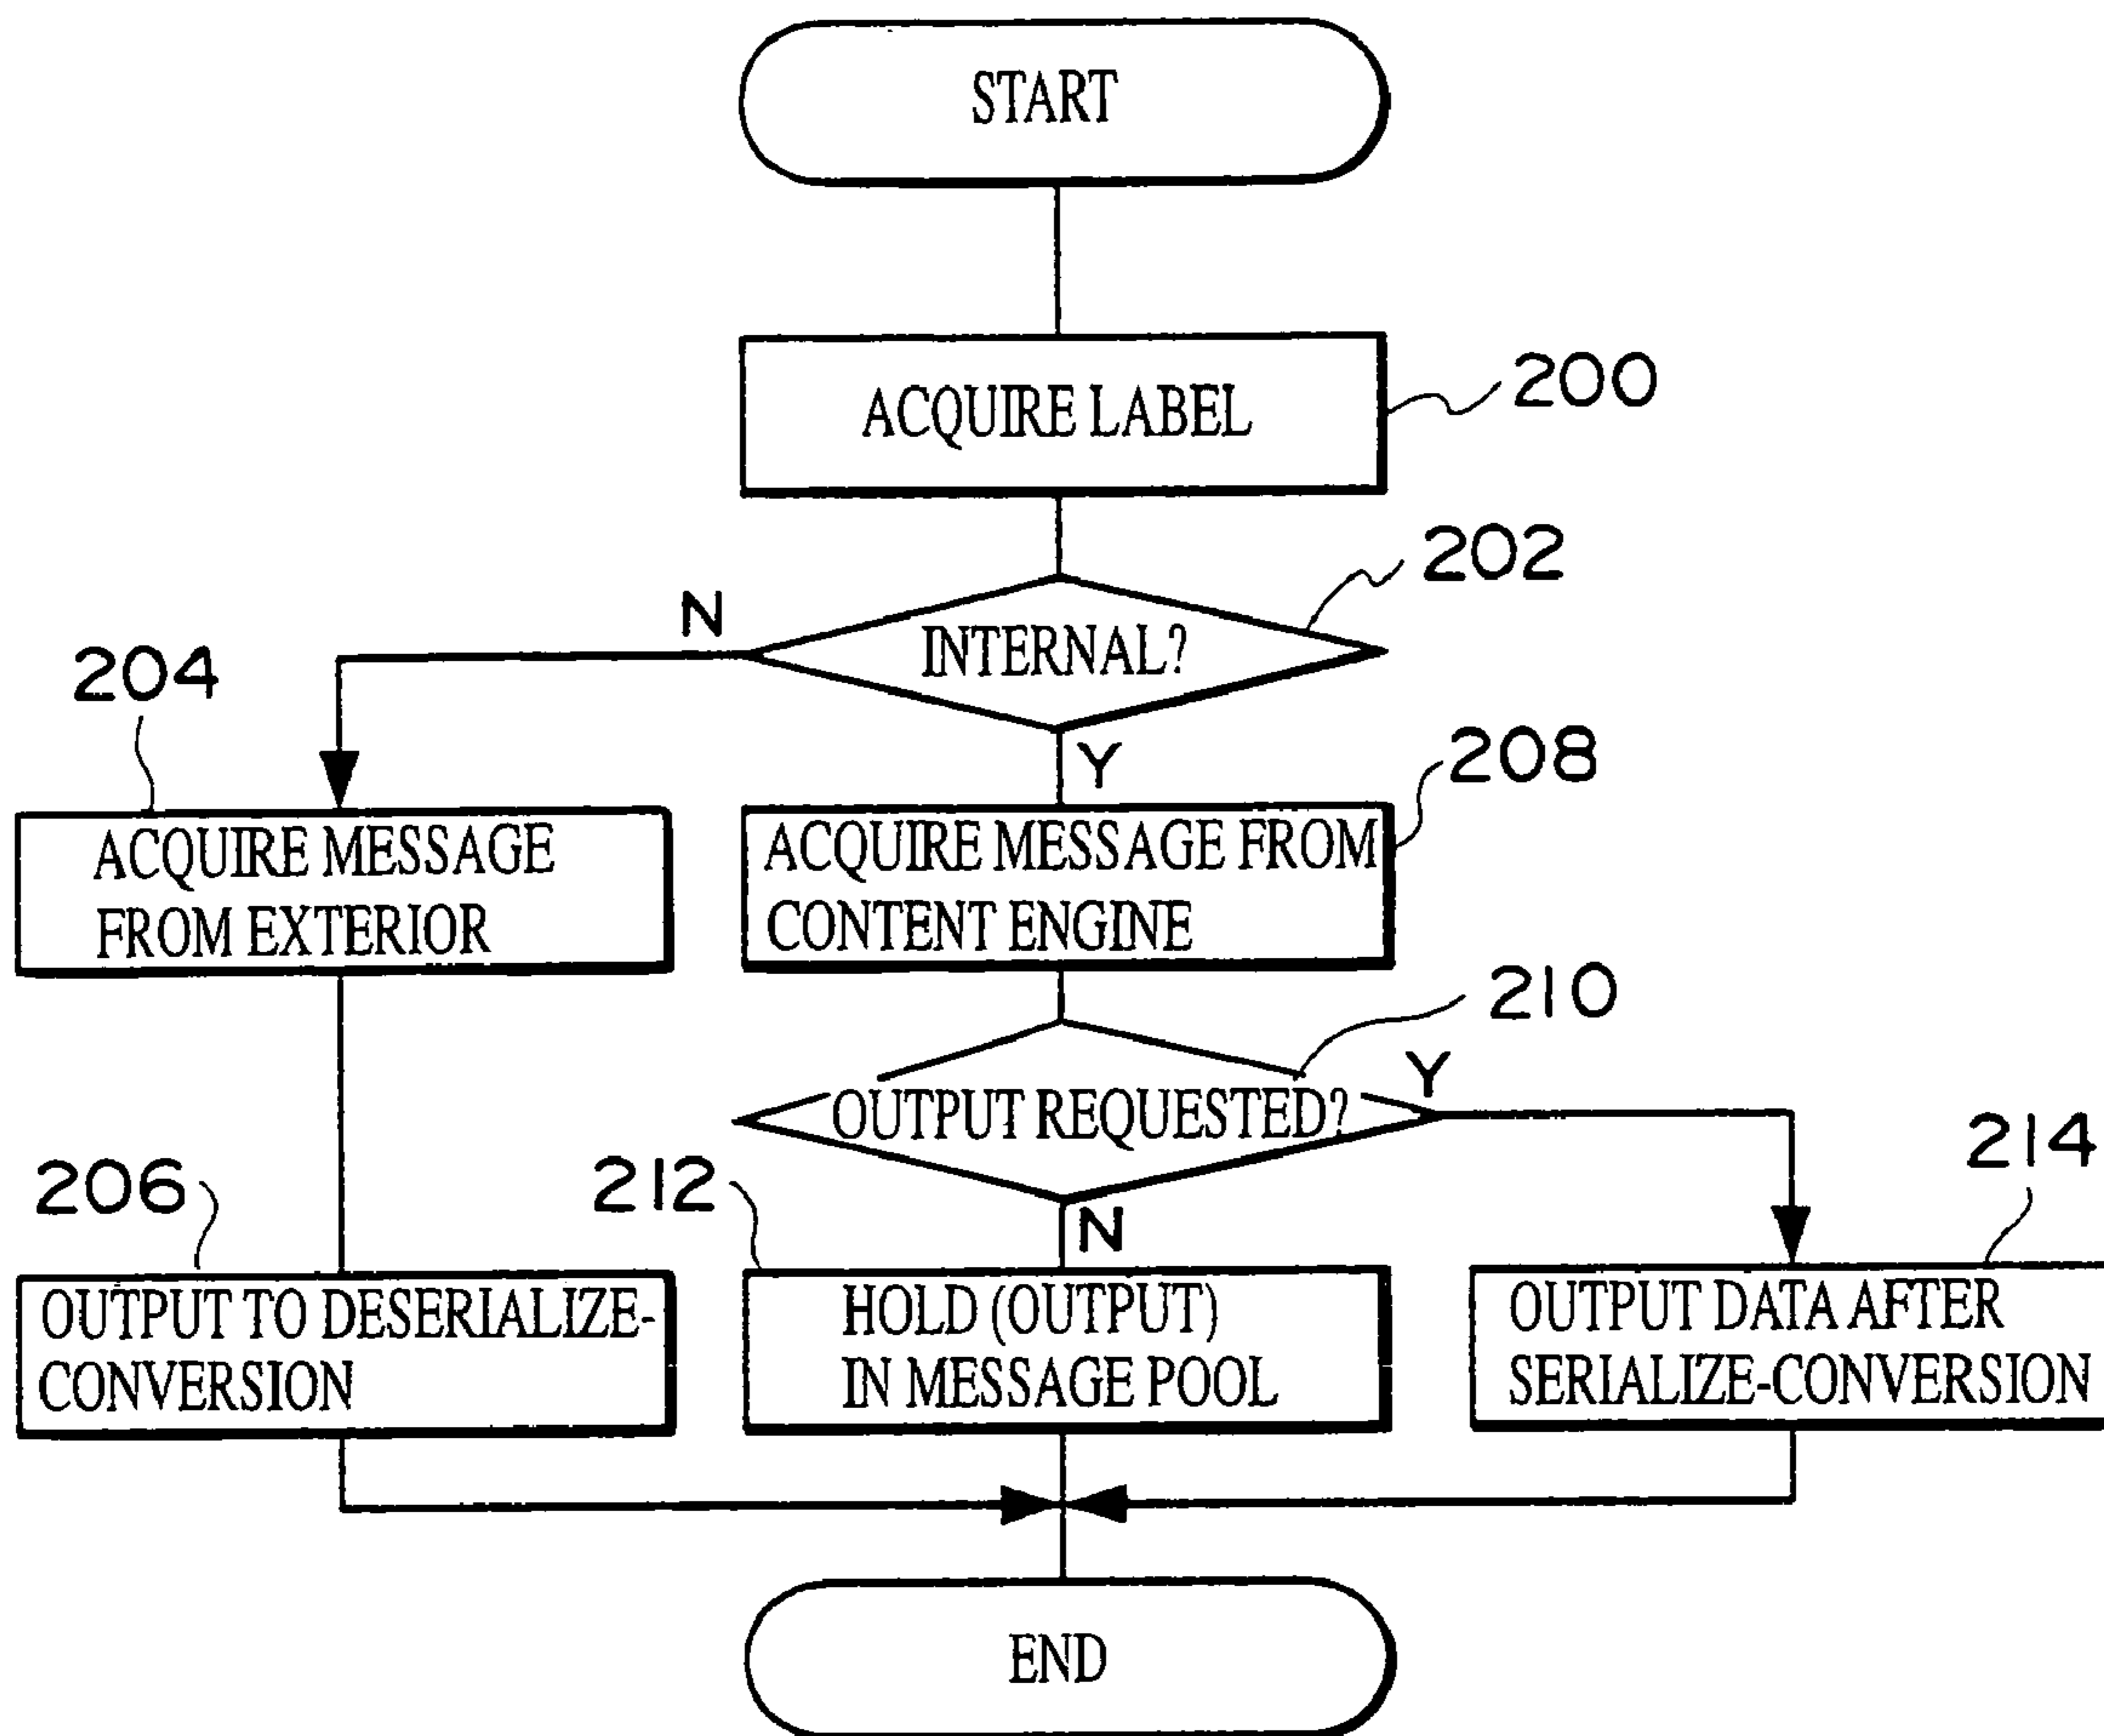 START
ACQUIRE LABEL
200
202
N
INTERNAL?
204
Y
208
ACQUIRE MESSAGE
FROM EXTERIOR
ACQUIRE MESSAGE FROM
CONTENT ENGINE
210
Y
OUTPUT REQUESTED?
206
212
N
214
OUTPUT TO DESERIALIZE-
CONVERSION
HOLD (OUTPUT)
IN MESSAGE POOL
OUTPUT DATA AFTER
SERIALIZE-CONVERSION
END